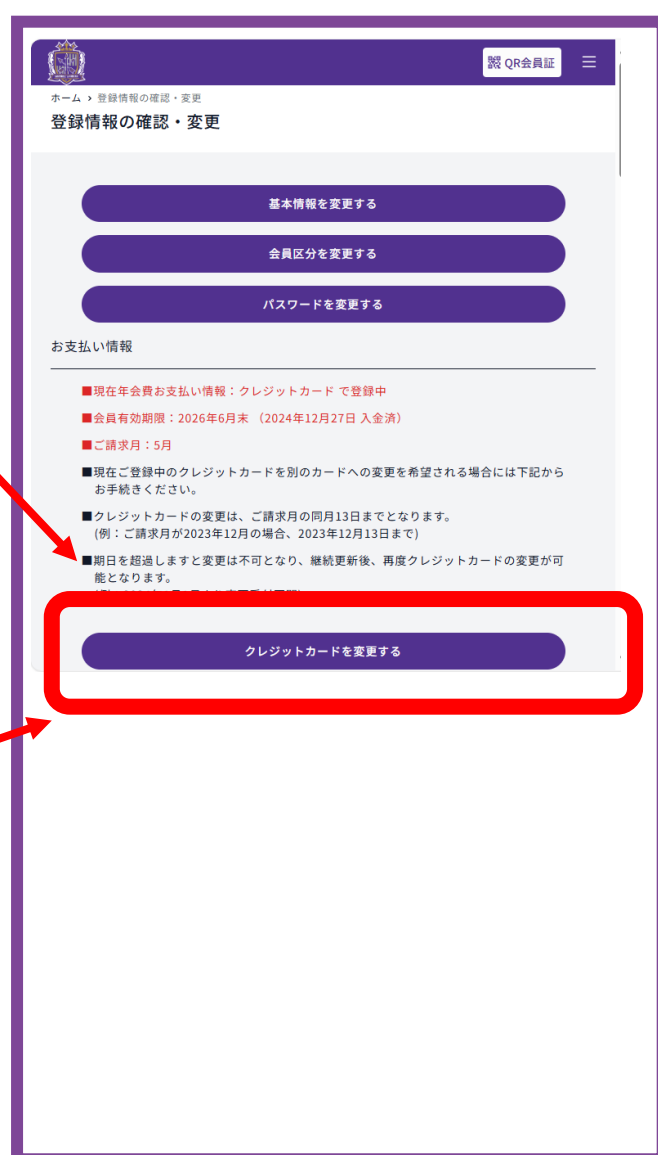 QR会員証
ホーム › 登録情報の確認・変更
登録情報の確認・変更
基本情報を変更する
会員区分を変更する
パスワードを変更する
お支払い情報
■現在年会費お支払い情報：クレジットカード で登録中
■会員有効期限：2026年6月末 （2024年12月27日 入金済）
■ご請求月：5月
■現在ご登録中のクレジットカードを別のカードへの変更を希望される場合には下記から
お手続きください。
■クレジットカードの変更は、ご請求月の同月13日までとなります。
(例：ご請求月が2023年12月の場合、2023年12月13日まで)
■期日を超過しますと変更は不可となり、継続更新後、再度クレジットカードの変更が可
能となります。
クレジットカードを変更する